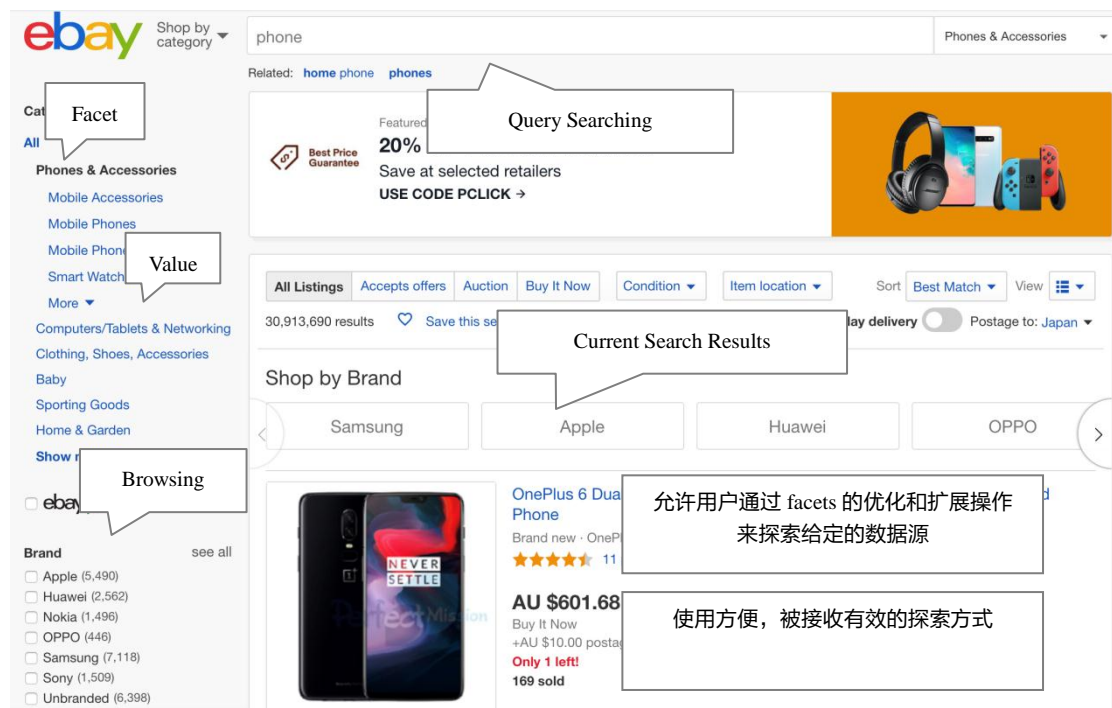 ebay
Shop by category
phone
Phones & Accessories
Related: home phone phones
Facet
All
Phones & Accessories
Mobile Accessories
Mobile Phones
Mobile
Smart Watch
More
Computers/Tablets & Networking
Clothing, Shoes, Accessories
Baby
Sporting Goods
Home & Garden
Value
Browsing
Brand see all
Apple (5,490)
Huawei (2,562)
Nokia (1,496)
OPPO (446)
Samsung (7,118)
Sony (1,509)
Unbranded (6,398)
Query Searching
Best Price
Guarantee
Featured
20%
Save at selected retailers
USE CODE PCLICK →
All Listings Accepts offers Auction Buy It Now Condition Item location Sort Best Match View
30,913,690 results Save this delivery Postage to: Japan
Current Search Results
Shop by Brand
Samsung Apple Huawei OPPO
OnePlus 6
Phone
Brand new
11
AU $601.68
Buy It Now
+AU $10.00
Only 1 left!
169 sold
NEVER
SETTLE
允许用户通过 facets 的优化和扩展操作
来探索给定的数据源
使用方便，被接收有效的探索方式